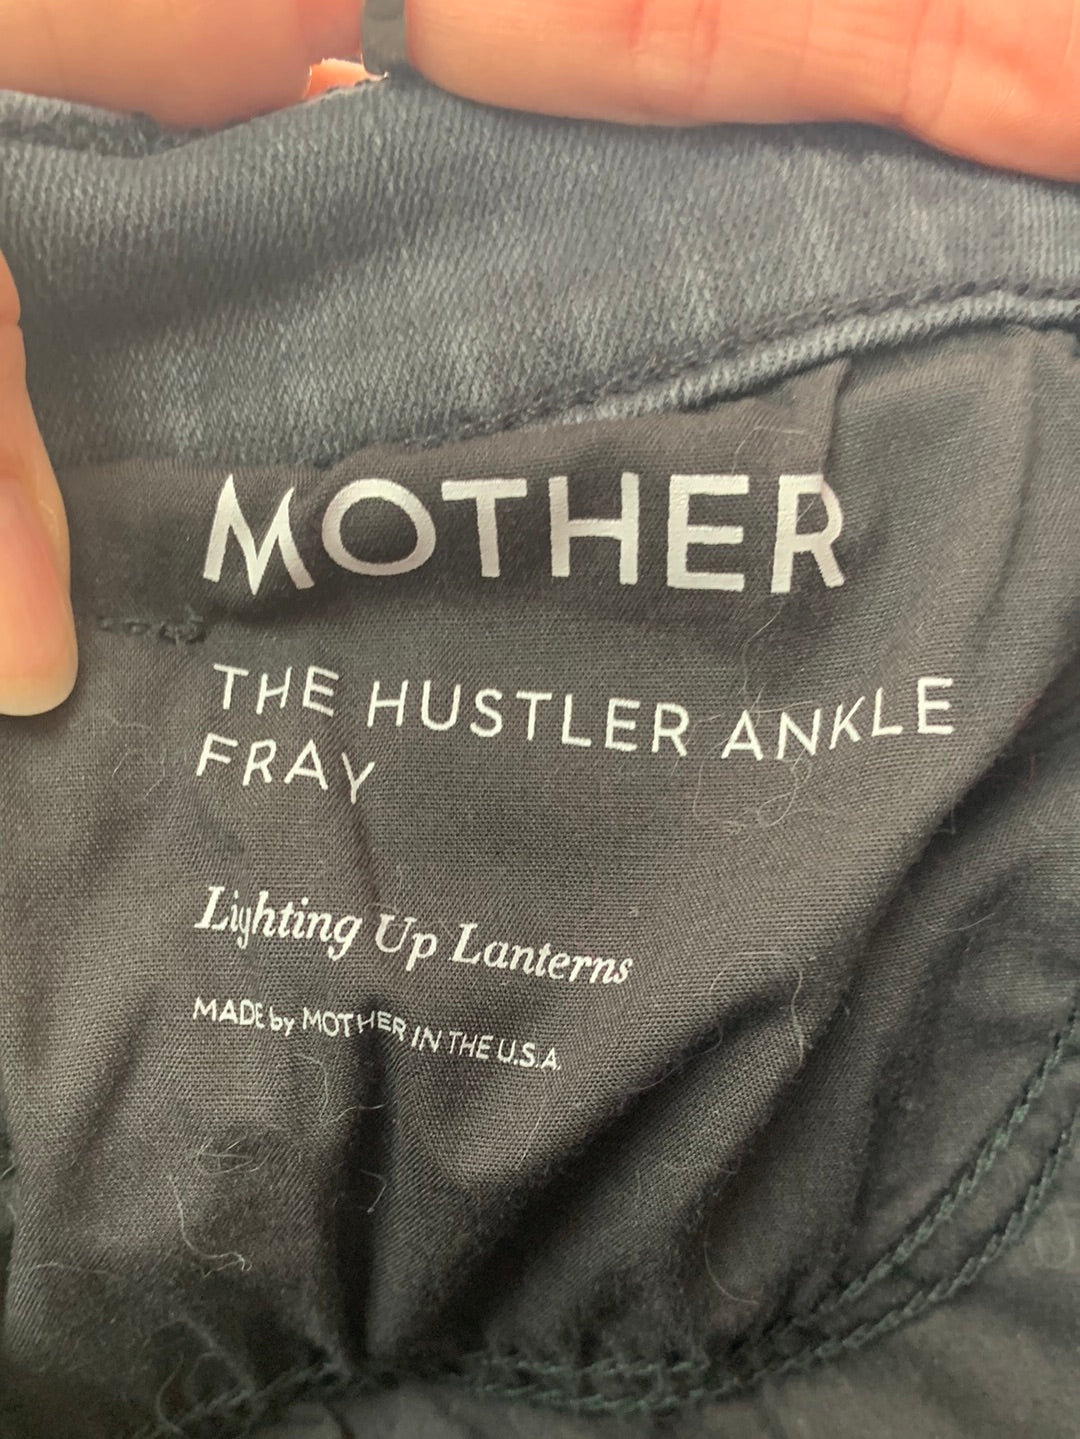 MOTHER
THE HUSTLER ANKLE
FRAY
Lighting Up Lanterns
MADE by MOTHER IN THE U.S.A.